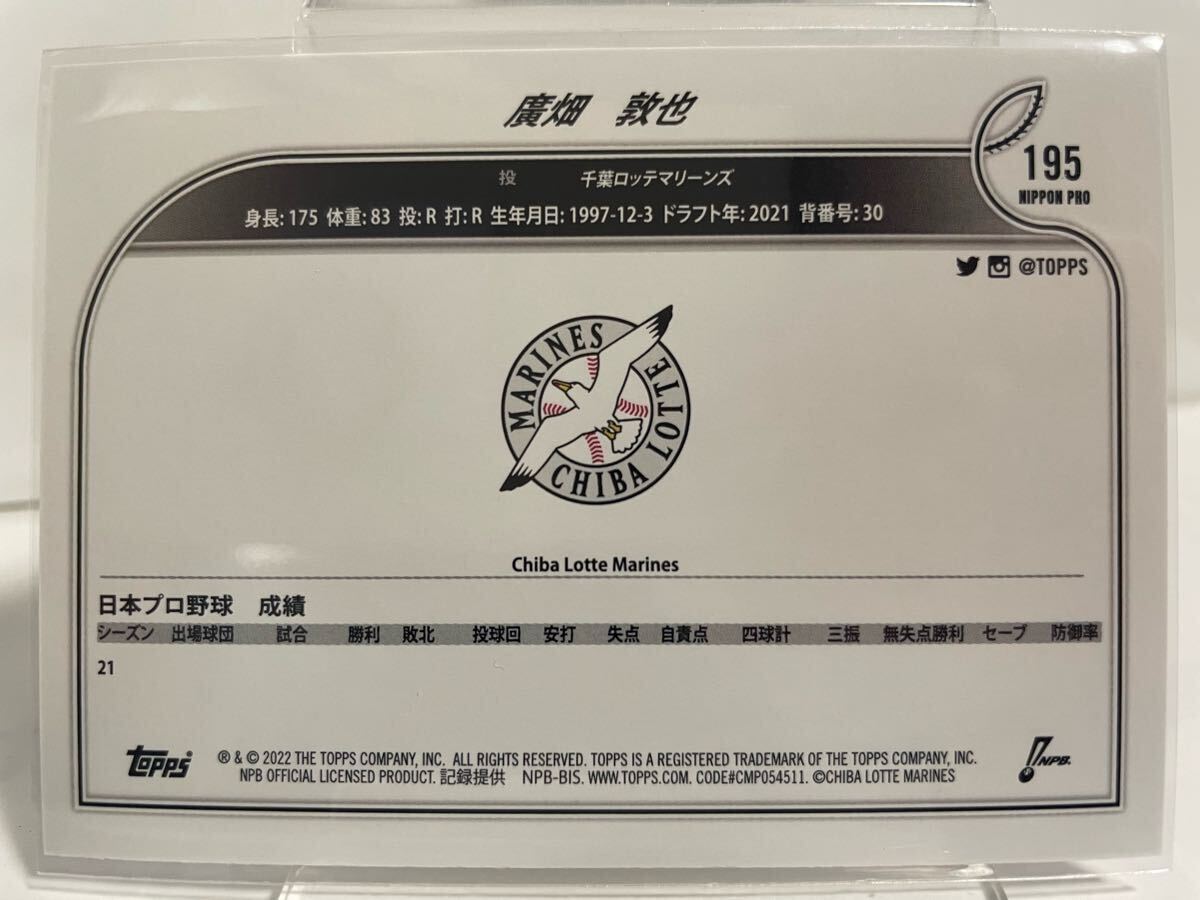 廣畑 敦也
195
NIPPON PRO
投 千葉ロッテマリーンズ
身長: 175 体重: 83 投: R 打: R 生年月日: 1997-12-3 ドラフト年: 2021 背番号: 30
@TOPPS
MARINES
CHIBA LOTTE
Chiba Lotte Marines
日本プロ野球 成績
シーズン 出場球団 試合 勝利 敗北 投球回 安打 失点 自責点 四球計 三振 無失点勝利 セーブ 防御率
21
Topps®
® & © 2022 THE TOPPS COMPANY, INC. ALL RIGHTS RESERVED. TOPPS IS A REGISTERED TRADEMARK OF THE TOPPS COMPANY, INC.
NPB OFFICIAL LICENSED PRODUCT. 記録提供 NPB-BIS. WWW.TOPPS.COM. CODE#CMP054511. ©CHIBA LOTTE MARINES
NPB.